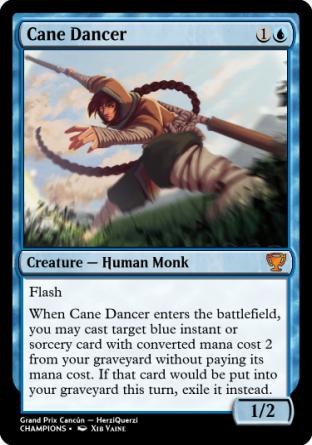 Cane Dancer 1
Creature — Human Monk
Flash
When Cane Dancer enters the battlefield,
you may cast target blue instant or
sorcery card with converted mana cost 2
from your graveyard without paying its
mana cost. If that card would be put into
your graveyard this turn, exile it instead.
1/2
Grand Prix Cancún — HerziQuerzi
CHAMPIONS • Xib Vaine